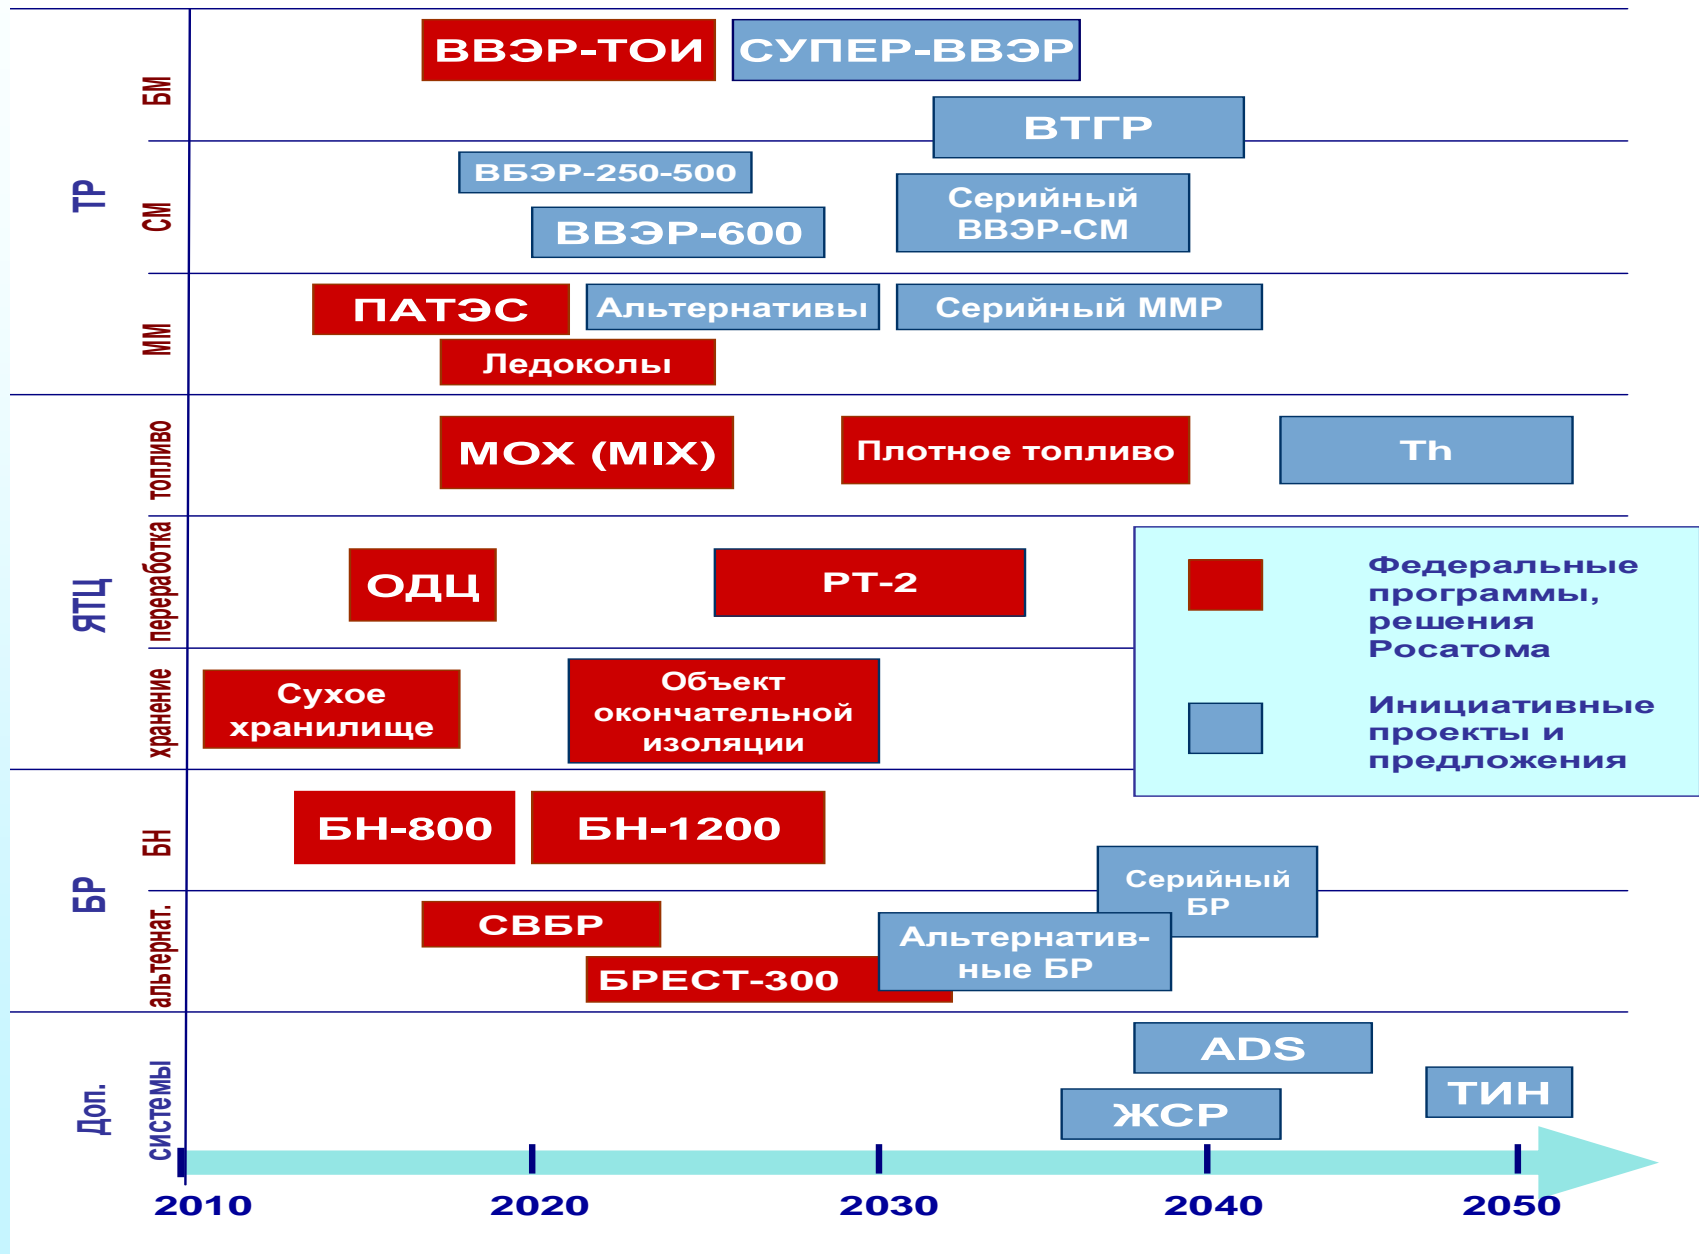 ТР
БМ
ВВЭР-ТОИ
СУПЕР-ВВЭР
ВТГР
СМ
ВБЭР-250-500
ВВЭР-600
Серийный
ВВЭР-СМ
ММ
ПАТЭС
Альтернативы
Серийный ММР
Ледоколы
ЯТЦ
топливо
МОХ (MIX)
Плотное топливо
Th
переработка
ОДЦ
РТ-2
хранение
Сухое
хранилище
Объект
окончательной
изоляции
Федеральные
программы,
решения
Росатома
Инициативные
проекты и
предложения
БР
БН
БН-800
БН-1200
Серийный
БР
альтернат.
СВБР
БРЕСТ-300
Альтернатив-
ные БР
Доп.
системы
ADS
ЖСР
ТИН
2010
2020
2030
2040
2050